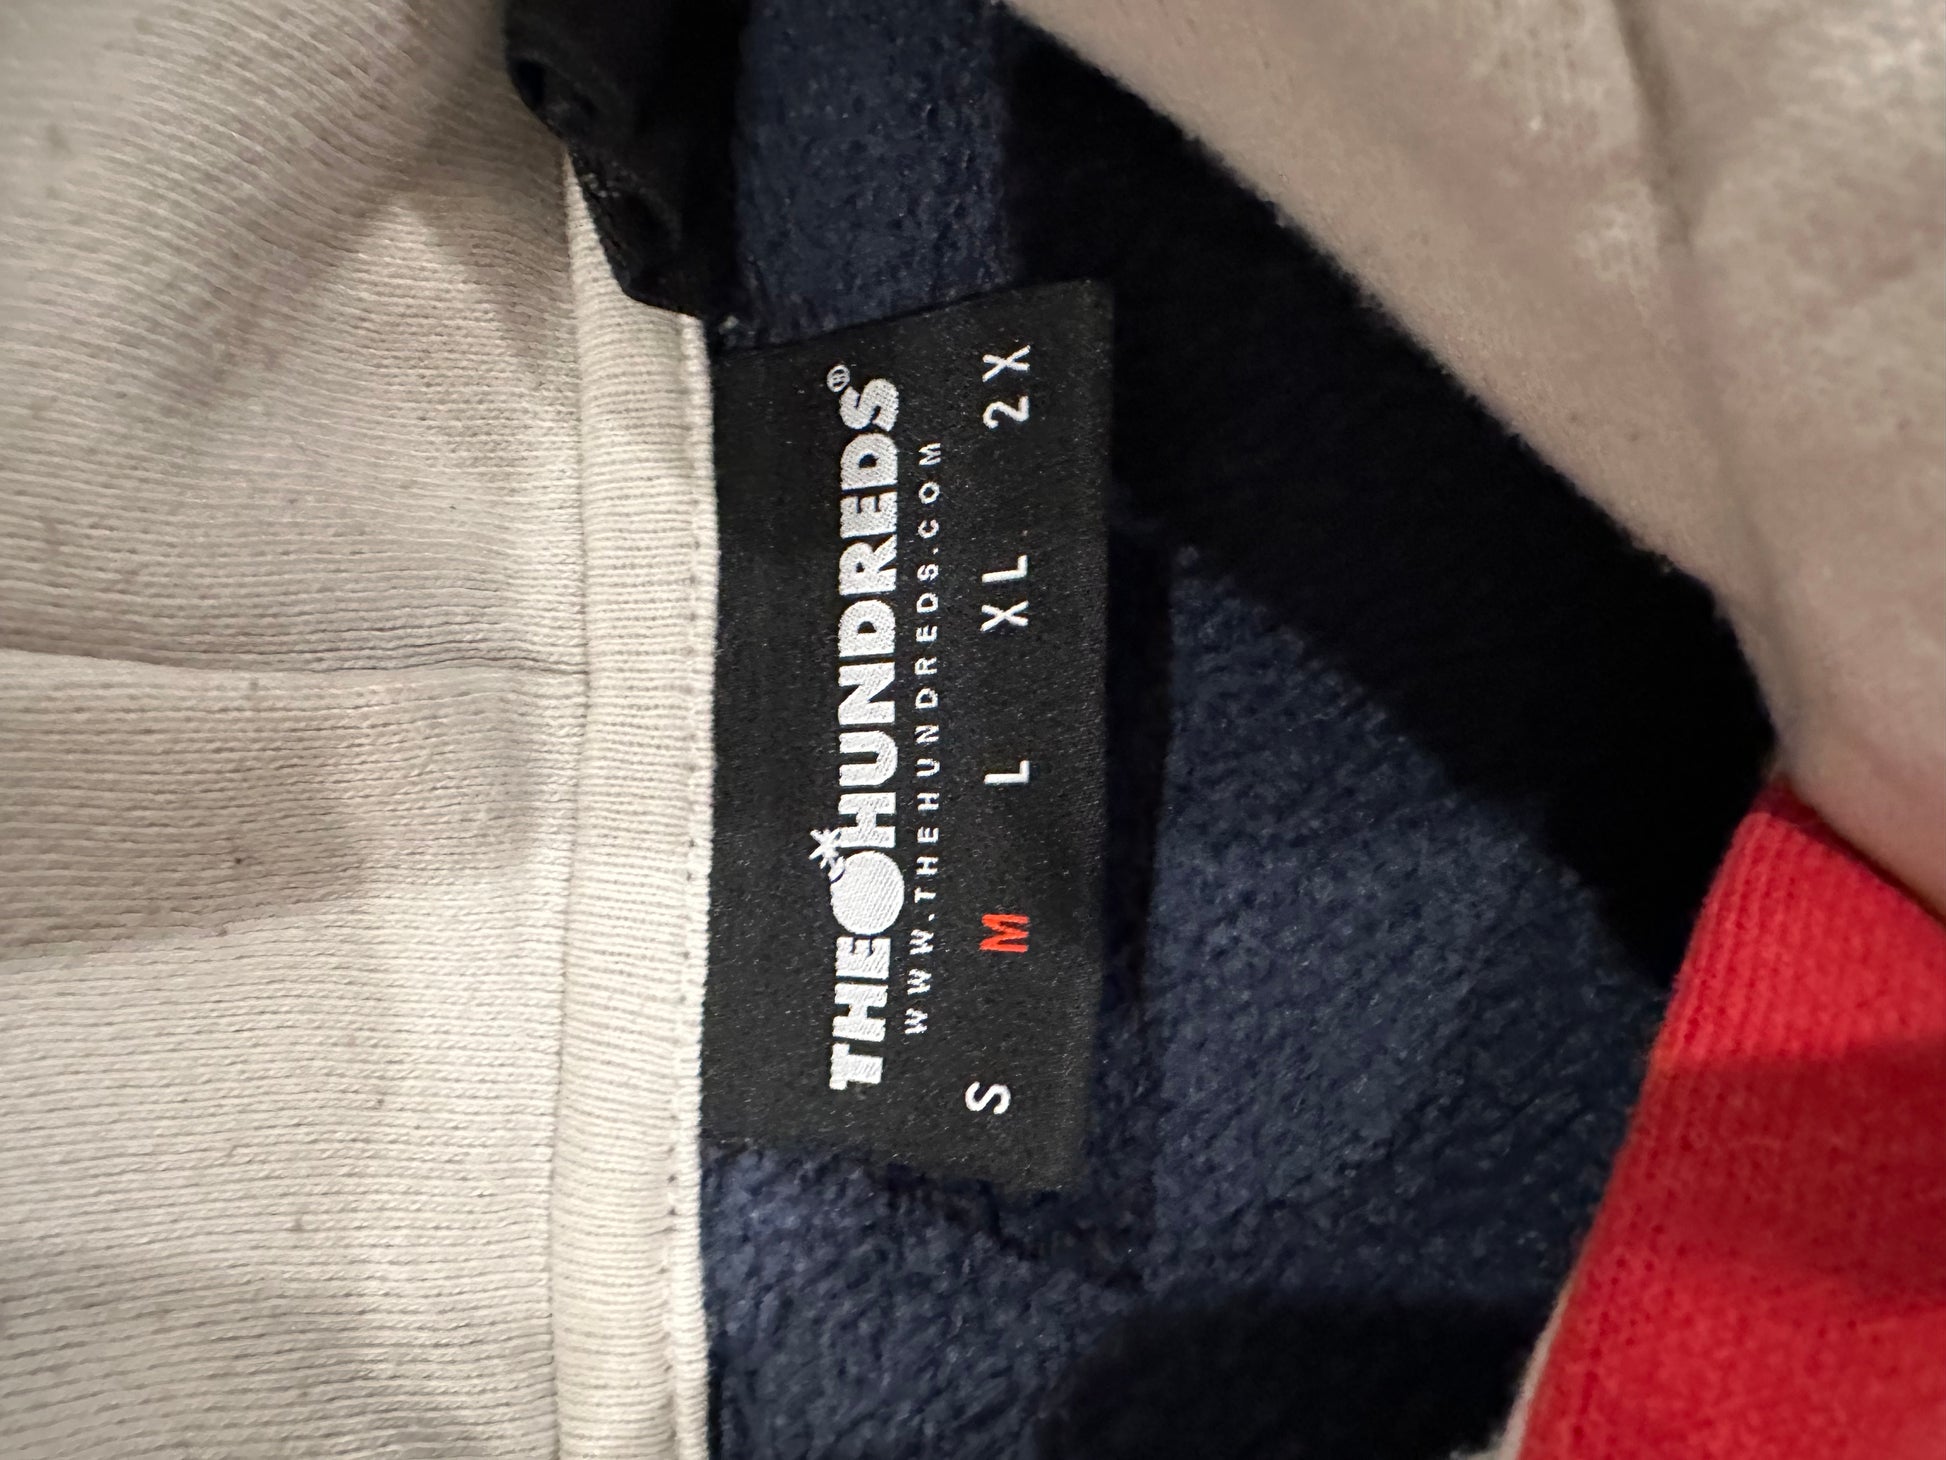 THE HUNDREDS®
WWW.THEHUNDREDS.COM
S M L XL 2X